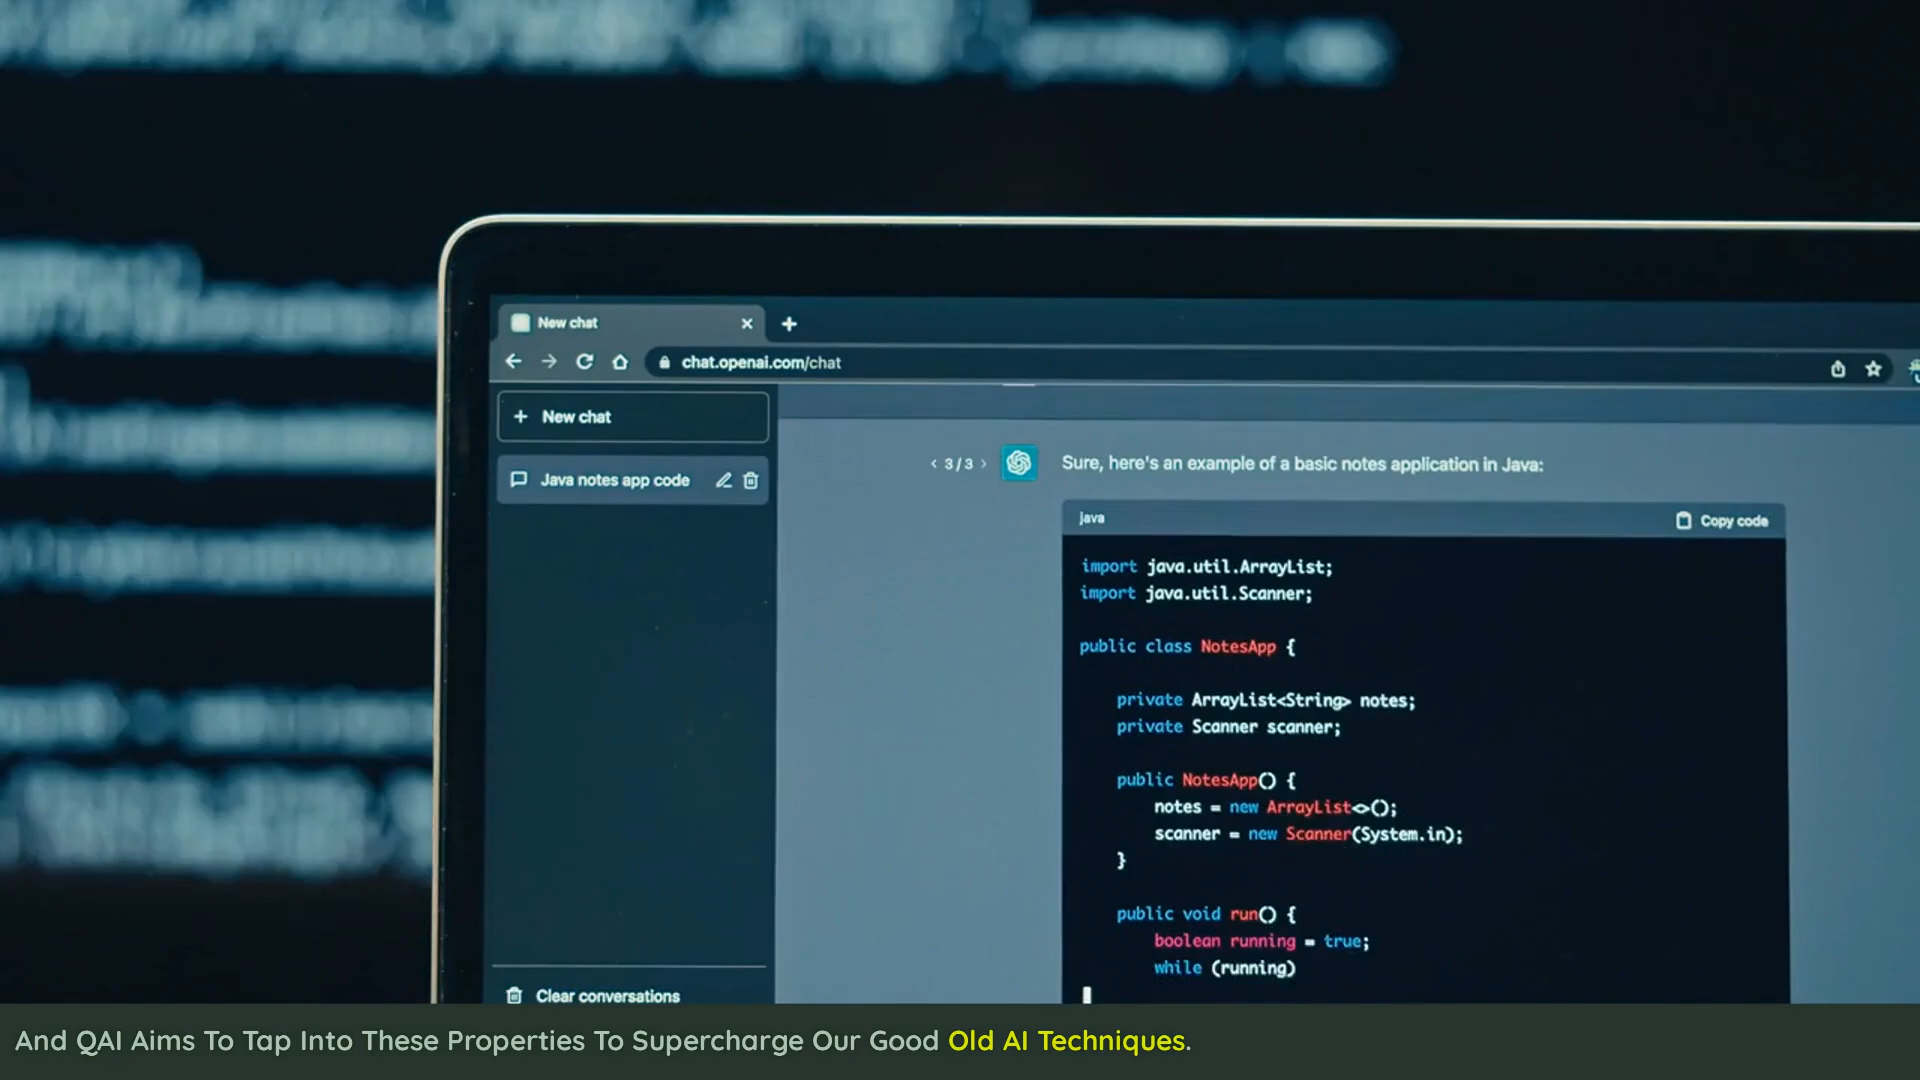 New chat
chat.openai.com/chat
New chat
Java notes app code
Clear conversations
< 3/3 >
Sure, here's an example of a basic notes application in Java:
java
Copy code
import java.util.ArrayList;
import java.util.Scanner;
public class NotesApp {
private ArrayList<String> notes;
private Scanner scanner;
public NotesApp() {
notes = new ArrayList<>();
scanner = new Scanner(System.in);
}
public void run() {
boolean running = true;
while (running)
And QAI Aims To Tap Into These Properties To Supercharge Our Good Old AI Techniques.